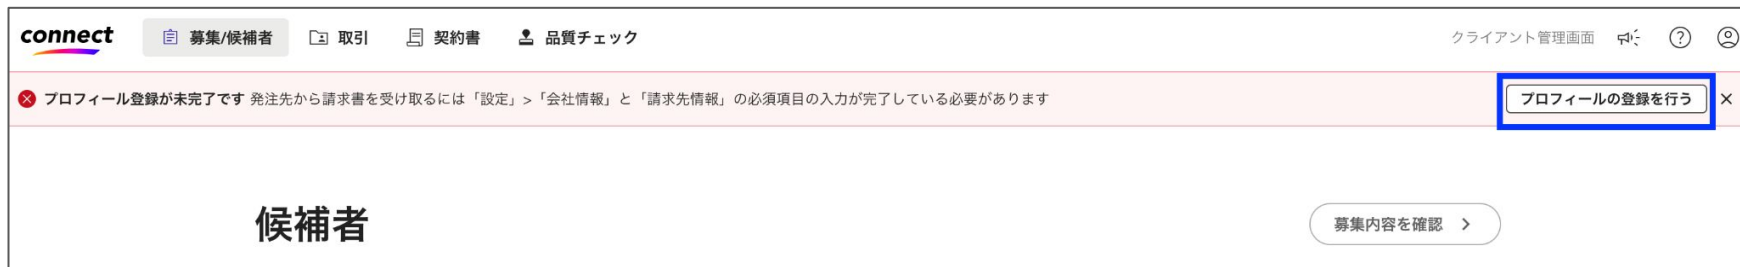 connect 募集/候補者 取引 契約書 品質チェック クライアント管理画面
プロフィール登録が未完了です 発注先から請求書を受け取るには「設定」>「会社情報」と「請求先情報」の必須項目の入力が完了している必要があります プロフィールの登録を行う ×
候補者 募集内容を確認 >